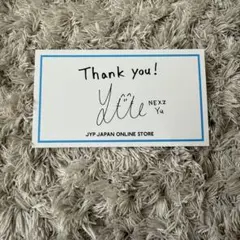 Thank you!
NEXZ
Yu
JYP JAPAN ONLINE STORE